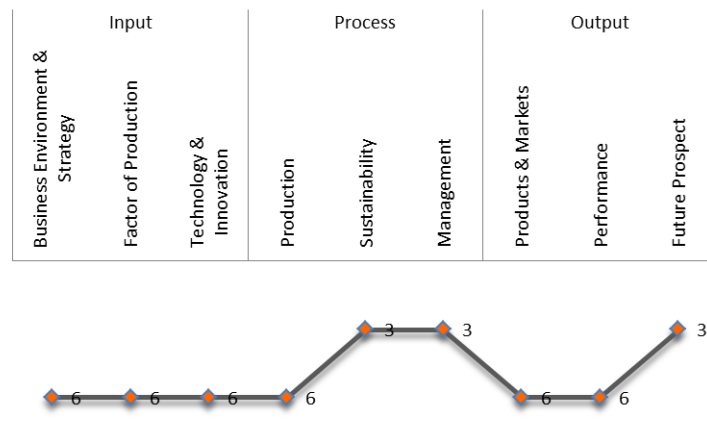 Input
Process
Output
Business Environment &
Strategy
Factor of Production
Technology &
Innovation
Production
Sustainability
Management
Products & Markets
Performance
Future Prospect
6
6
6
6
3
3
6
6
3